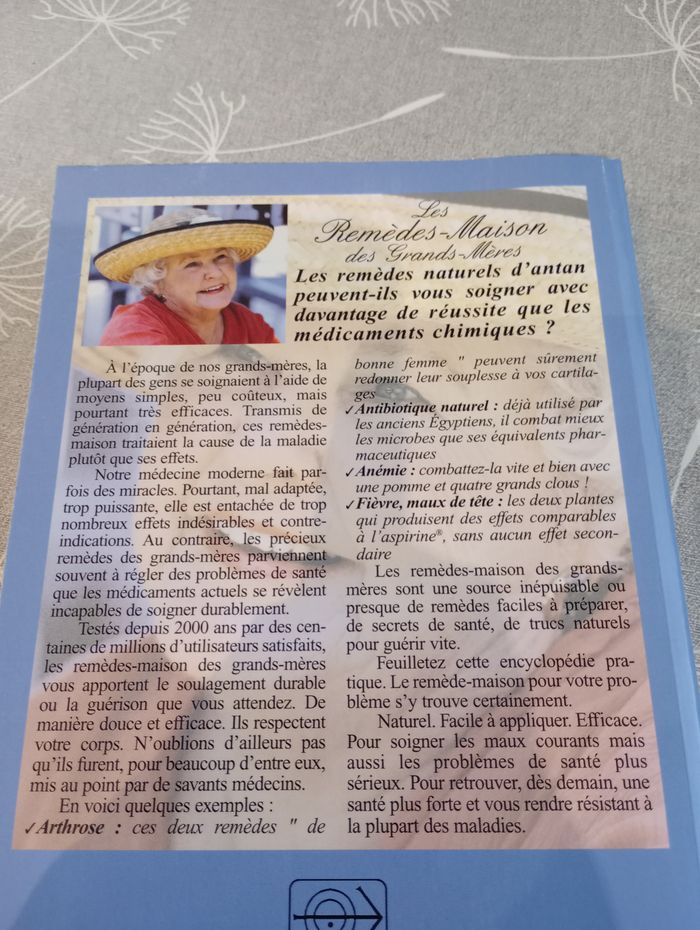 Les
Remèdes-Maison
des Grands-Mères
Les remèdes naturels d'antan
peuvent-ils vous soigner avec
davantage de réussite que les
médicaments chimiques ?
À l'époque de nos grands-mères, la
plupart des gens se soignaient à l'aide de
moyens simples, peu coûteux, mais
pourtant très efficaces. Transmis de
génération en génération, ces remèdes-
maison traitaient la cause de la maladie
plutôt que ses effets.
Notre médecine moderne fait par-
fois des miracles. Pourtant, mal adaptée,
trop puissante, elle est entachée de trop
nombreux effets indésirables et contre-
indications. Au contraire, les précieux
remèdes des grands-mères parviennent
souvent à régler des problèmes de santé
que les médicaments actuels se révèlent
incapables de soigner durablement.
Testés depuis 2000 ans par des cen-
taines de millions d'utilisateurs satisfaits,
les remèdes-maison des grands-mères
vous apportent le soulagement durable
ou la guérison que vous attendez. De
manière douce et efficace. Ils respectent
votre corps. N'oublions d'ailleurs pas
qu'ils furent, pour beaucoup d'entre eux,
mis au point par de savants médecins.
En voici quelques exemples :
✓Arthrose : ces deux remèdes " de
bonne femme " peuvent sûrement
redonner leur souplesse à vos cartila-
ges
✓Antibiotique naturel : déjà utilisé par
les anciens Égyptiens, il combat mieux
les microbes que ses équivalents phar-
maceutiques
✓Anémie : combattez-la vite et bien avec
une pomme et quatre grands clous !
✓Fièvre, maux de tête : les deux plantes
qui produisent des effets comparables
à l'aspirine®, sans aucun effet secon-
daire
Les remèdes-maison des grands-
mères sont une source inépuisable ou
presque de remèdes faciles à préparer,
de secrets de santé, de trucs naturels
pour guérir vite.
Feuilletez cette encyclopédie pra-
tique. Le remède-maison pour votre pro-
blème s'y trouve certainement.
Naturel. Facile à appliquer. Efficace.
Pour soigner les maux courants mais
aussi les problèmes de santé plus
sérieux. Pour retrouver, dès demain, une
santé plus forte et vous rendre résistant à
la plupart des maladies.